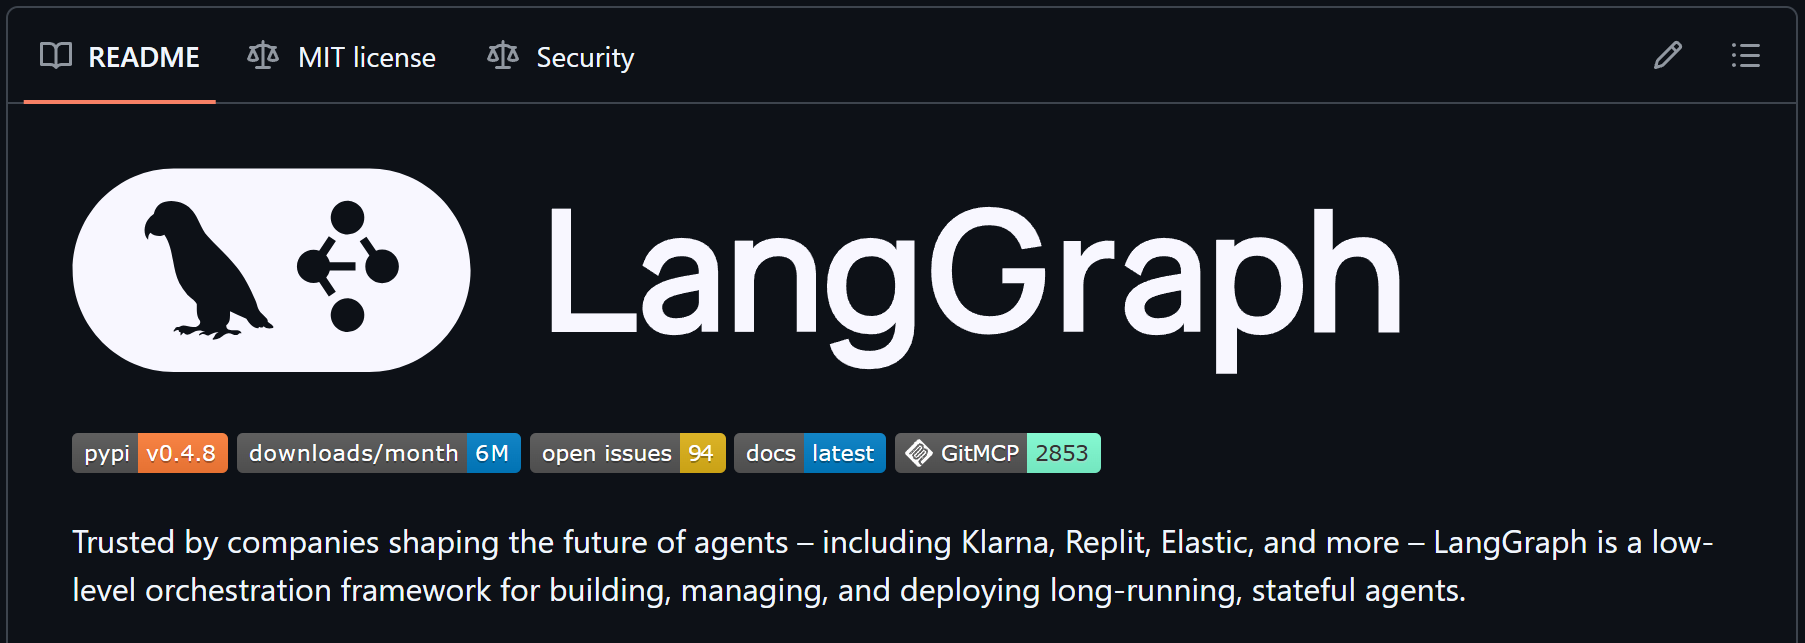 README MIT license Security
LangGraph
pypi v0.4.8 downloads/month 6M open issues 94 docs latest GitMCP 2853
Trusted by companies shaping the future of agents – including Klarna, Replit, Elastic, and more – LangGraph is a low-
level orchestration framework for building, managing, and deploying long-running, stateful agents.